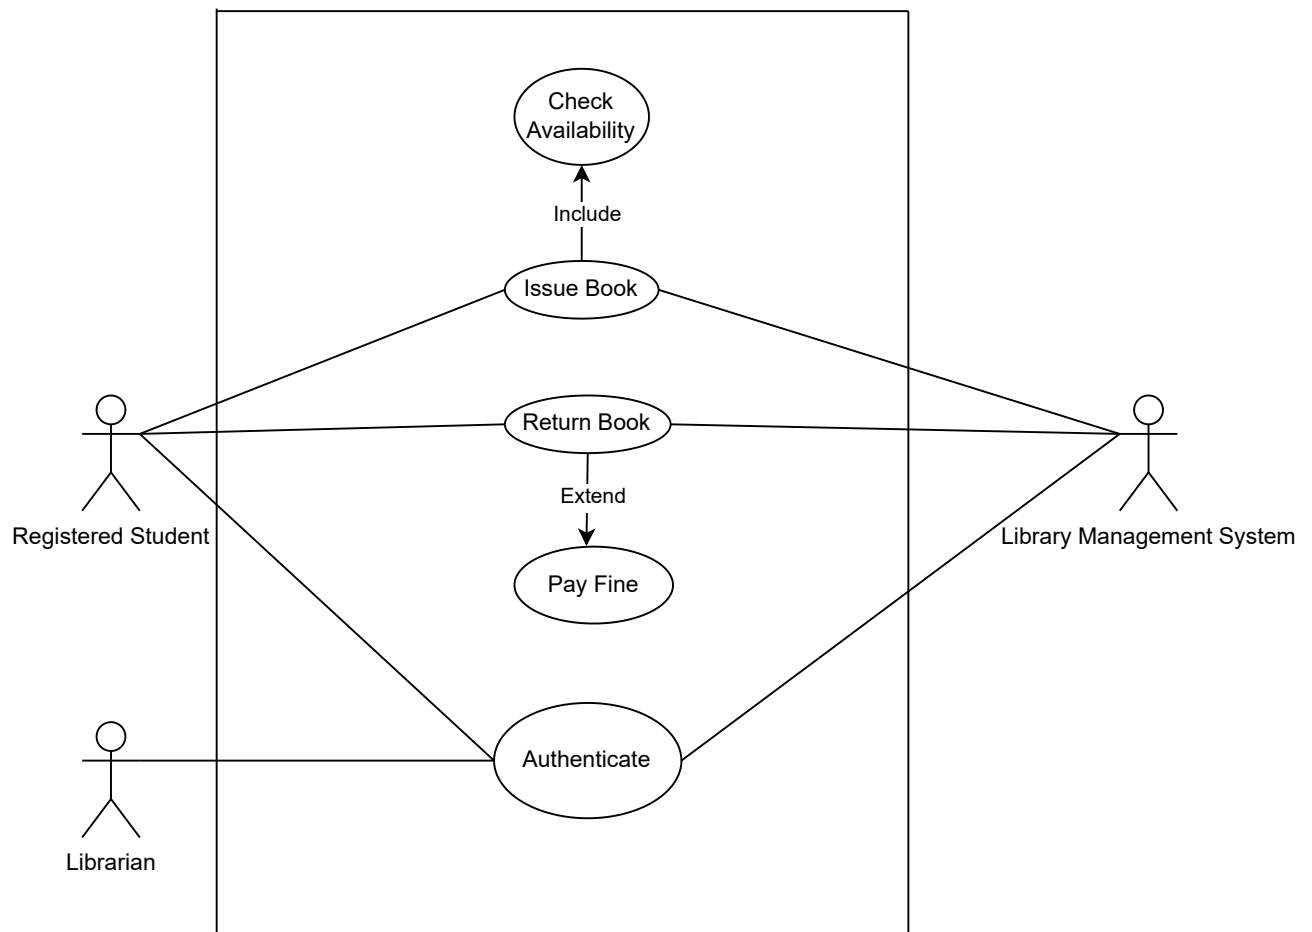 Check
Availability
Include
Issue Book
Return Book
Extend
Registered Student
Library Management System
Pay Fine
Authenticate
Librarian